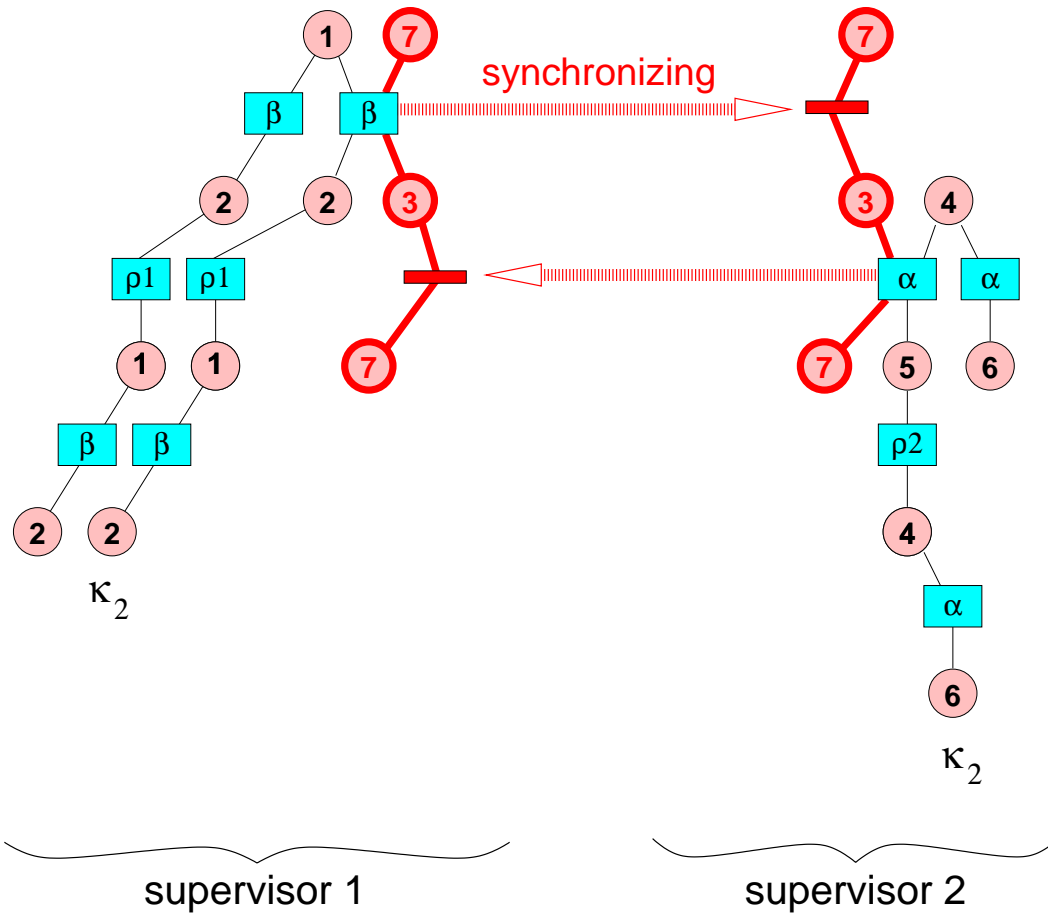 1 7 7
synchronizing
β β
2 2 3 3 4
ρ1 ρ1 α α
1 1 7 7 5 6
β β ρ2
2 2 4
κ2 α
6
κ2
supervisor 1 supervisor 2